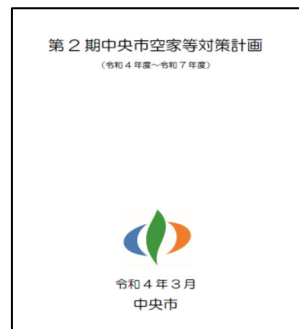 第２期中央市空家等対策計画
（令和４年度～令和７年度）
令和４年３月
中央市